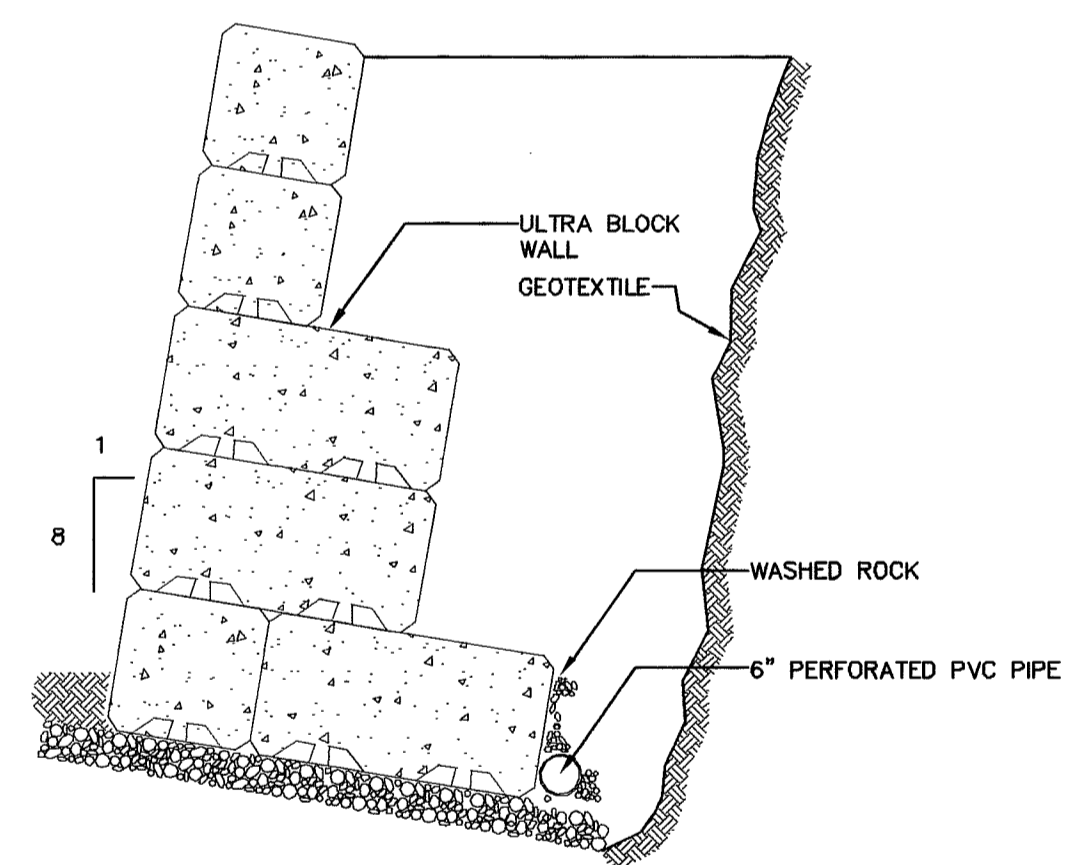 ULTRA BLOCK
WALL
GEOTEXTILE
1
8
WASHED ROCK
6" PERFORATED PVC PIPE